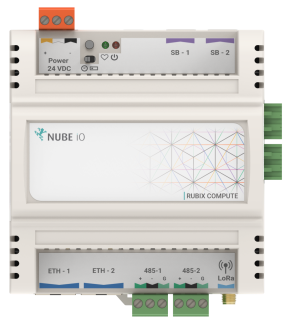 + -
Power
24 VDC
SB - 1
SB - 2
NUBE IO
RUBIX COMPUTE
ETH - 1
ETH - 2
485-1
+ - G
485-2
+ - G
LoRa